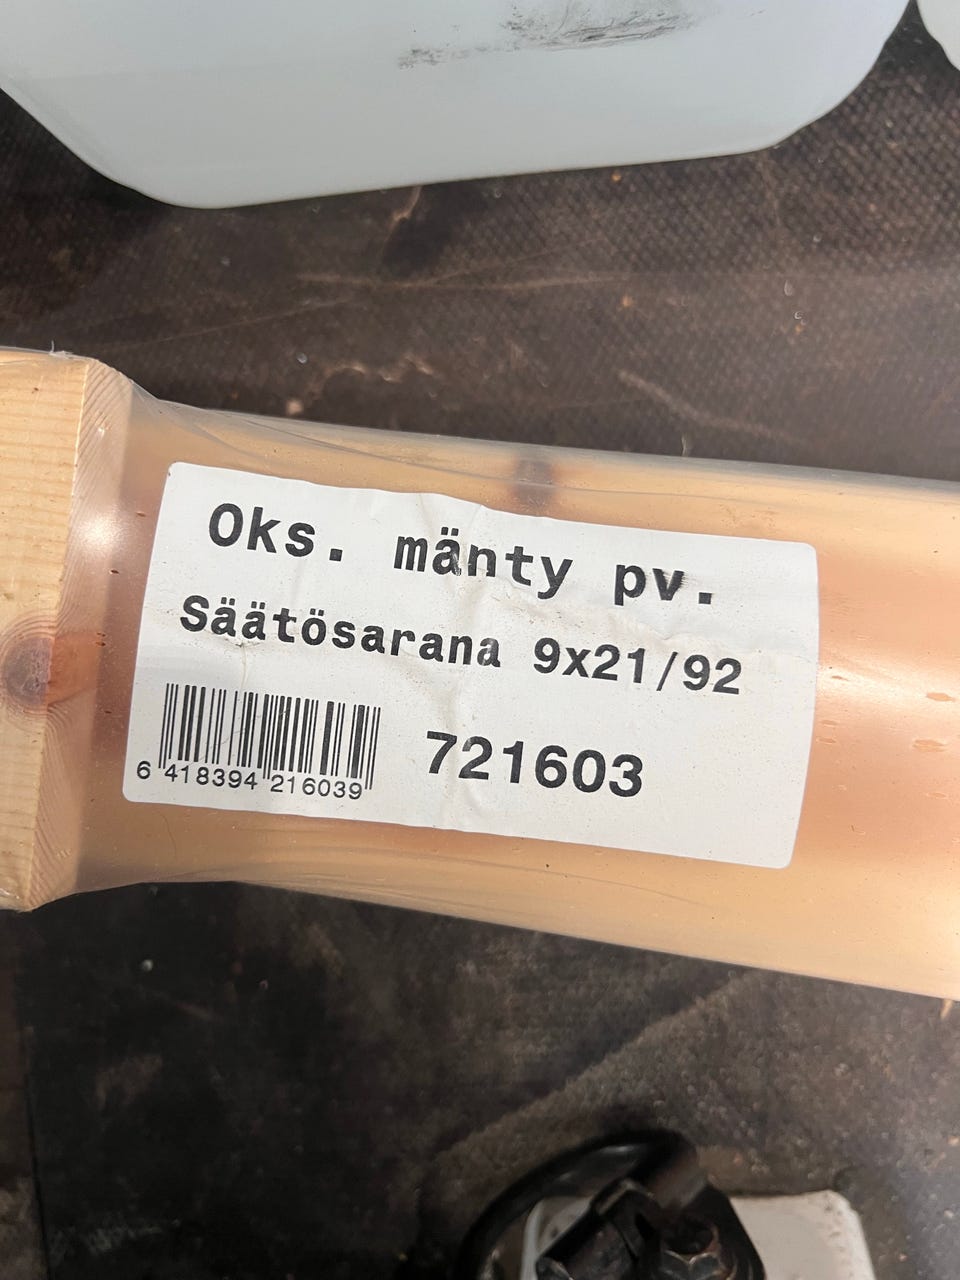 Oks. mänty pv.
Säätösarana 9x21/92
721603
6 418394 216039